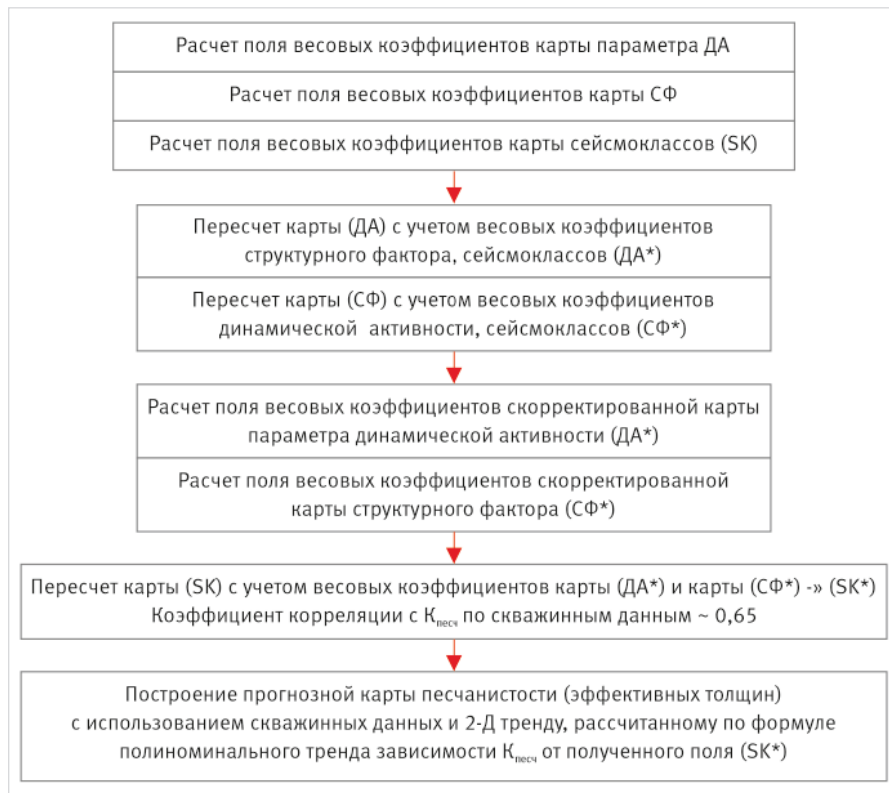 Расчет поля весовых коэффициентов карты параметра ДА
Расчет поля весовых коэффициентов карты СФ
Расчет поля весовых коэффициентов карты сейсмоклассов (SK)
Пересчет карты (ДА) с учетом весовых коэффициентов
структурного фактора, сейсмоклассов (ДА*)
Пересчет карты (СФ) с учетом весовых коэффициентов
динамической активности, сейсмоклассов (СФ*)
Расчет поля весовых коэффициентов скорректированной карты
параметра динамической активности (ДА*)
Расчет поля весовых коэффициентов скорректированной
карты структурного фактора (СФ*)
Пересчет карты (SK) с учетом весовых коэффициентов карты (ДА*) и карты (СФ*) -» (SK*)
Коэффициент корреляции с Кпесч по скважинным данным ~ 0,65
Построение прогнозной карты песчанистости (эффективных толщин)
с использованием скважинных данных и 2-Д тренду, рассчитанному по формуле
полиноминального тренда зависимости Кпесч от полученного поля (SK*)